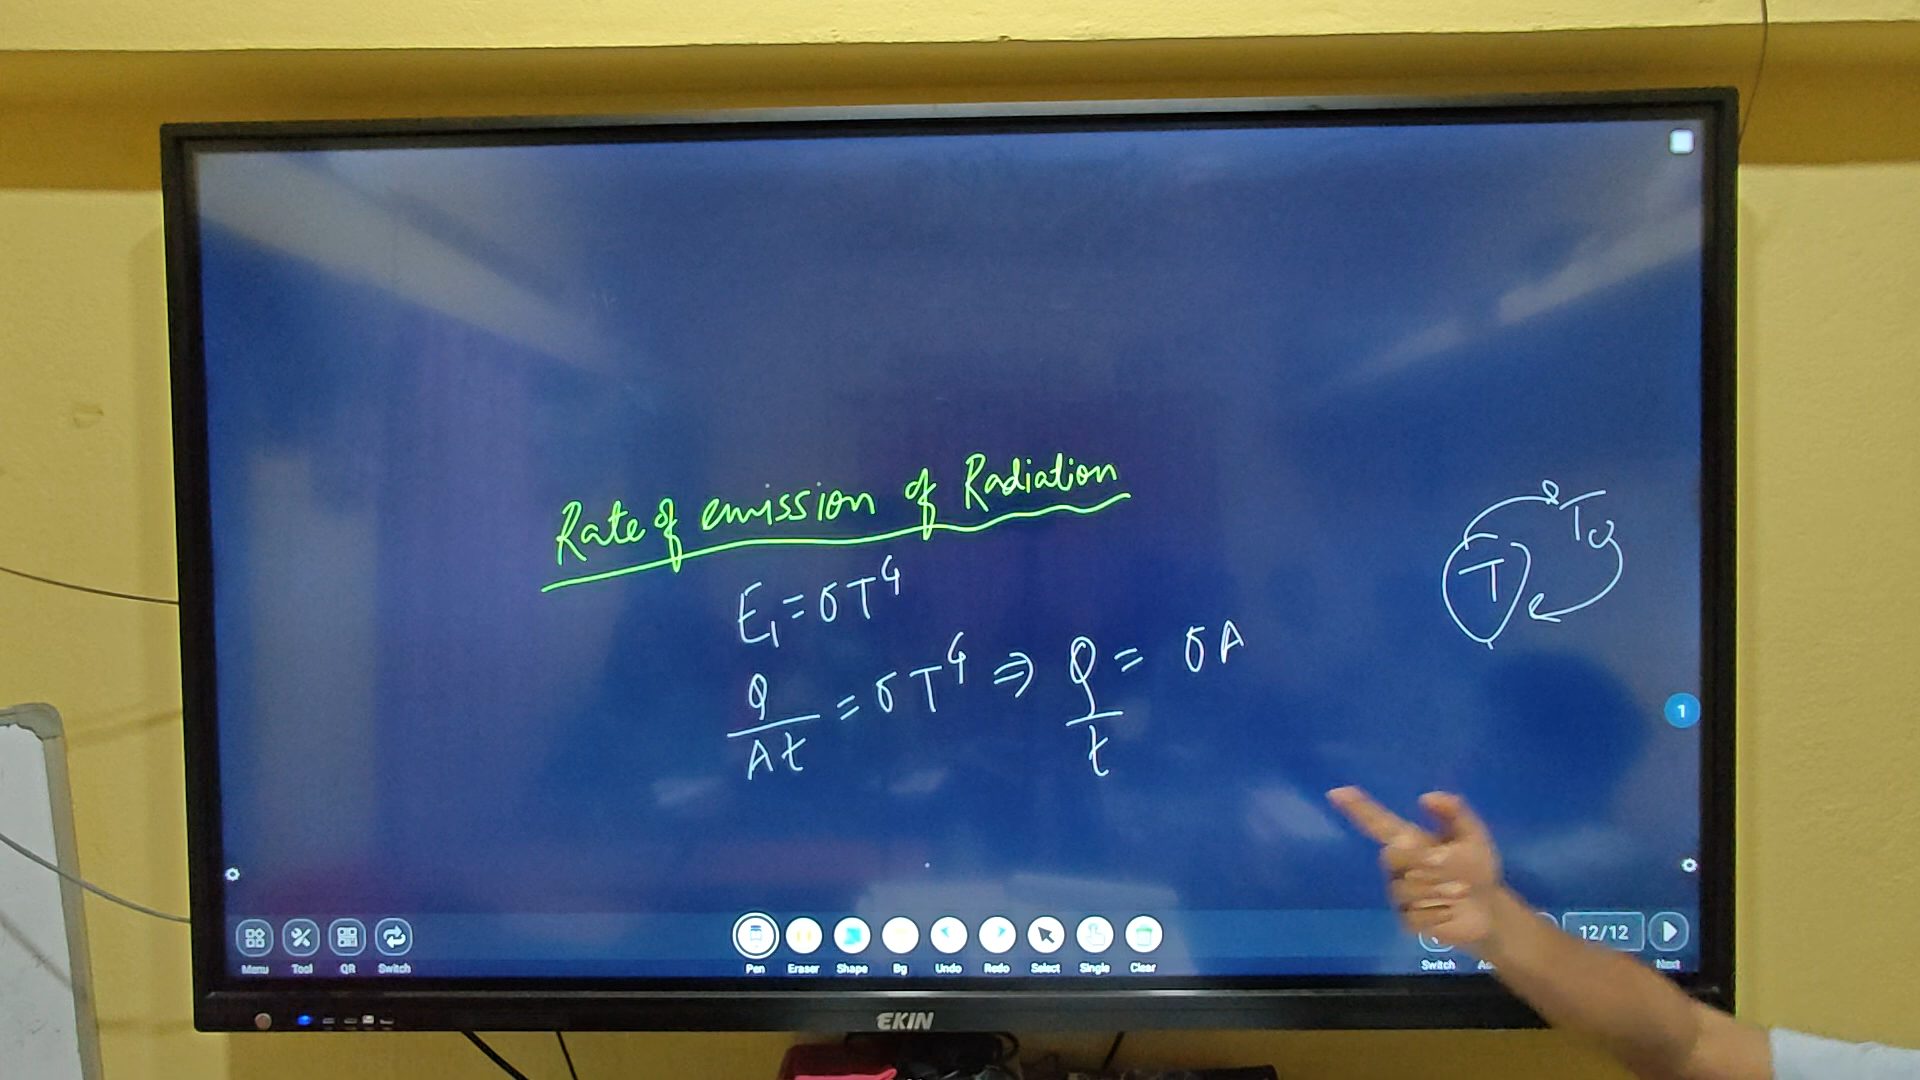 Rate of emission of Radiation
E₁ = σT⁴
Q/At = σT⁴ ⇒ Q/t = σA
T T₀
1
Menu Tool QR Switch
Pen Eraser Shape Bg Undo Redo Select Single Clear
Switch 12/12 Next
EKIN